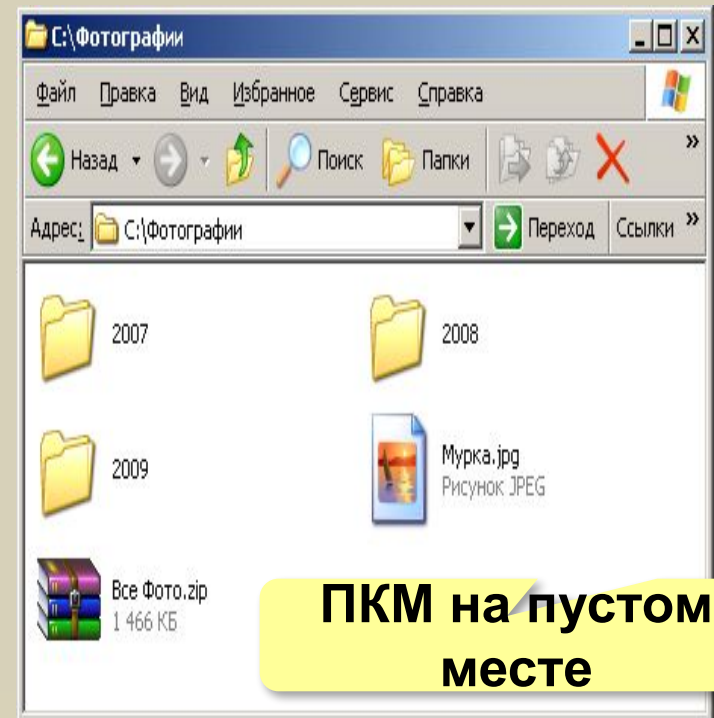 С:\Фотографии
Файл Правка Вид Избранное Сервис Справка
Назад Поиск Папки »
Адрес: С:\Фотографии Переход Ссылки »
2007 2008
2009 Мурка.jpg
Рисунок JPEG
Все Фото.zip
1 466 КБ
ПКМ на пустом
месте